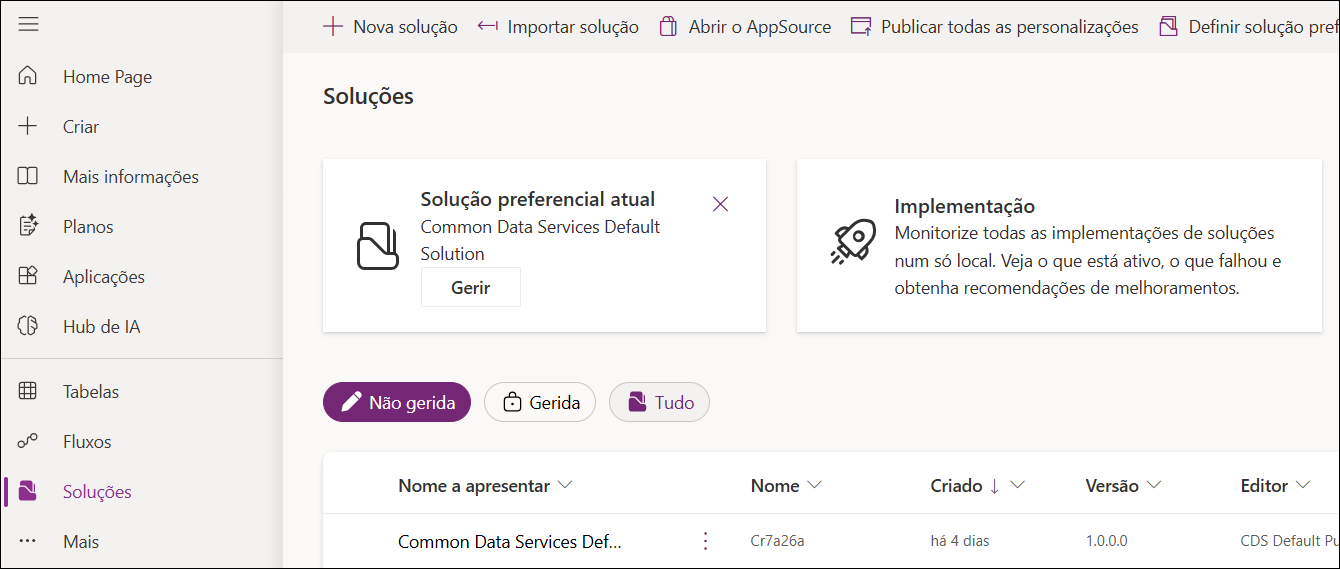 Nova solução
Importar solução
Abrir o AppSource
Publicar todas as personalizações
Definir solução pref
Home Page
Criar
Mais informações
Planos
Aplicações
Hub de IA
Tabelas
Fluxos
Soluções
Mais
Soluções
Solução preferencial atual
Common Data Services Default
Solution
Gerir
Implementação
Monitorize todas as implementações de soluções
num só local. Veja o que está ativo, o que falhou e
obtenha recomendações de melhoramentos.
Não gerida
Gerida
Tudo
Nome a apresentar
Nome
Criado
Versão
Editor
Common Data Services Def...
Cr7a26a
há 4 dias
1.0.0.0
CDS Default Pu